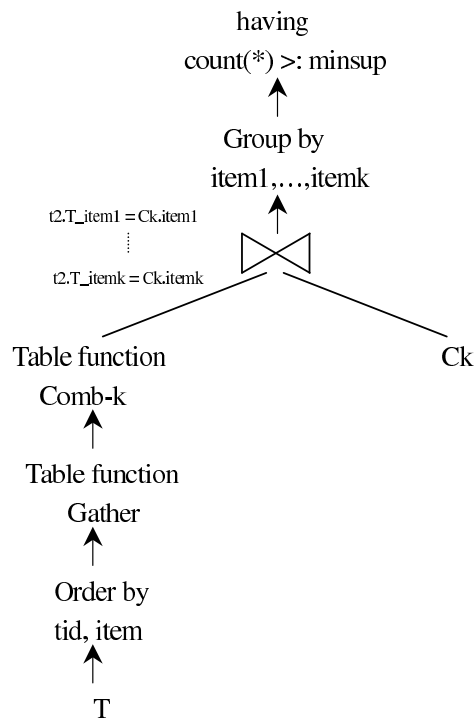 having
count(*) >: minsup
Group by
item1,...,itemk
t2.T_item1 = Ck.item1
t2.T_itemk = Ck.itemk
Table function
Comb-k
Ck
Table function
Gather
Order by
tid, item
T